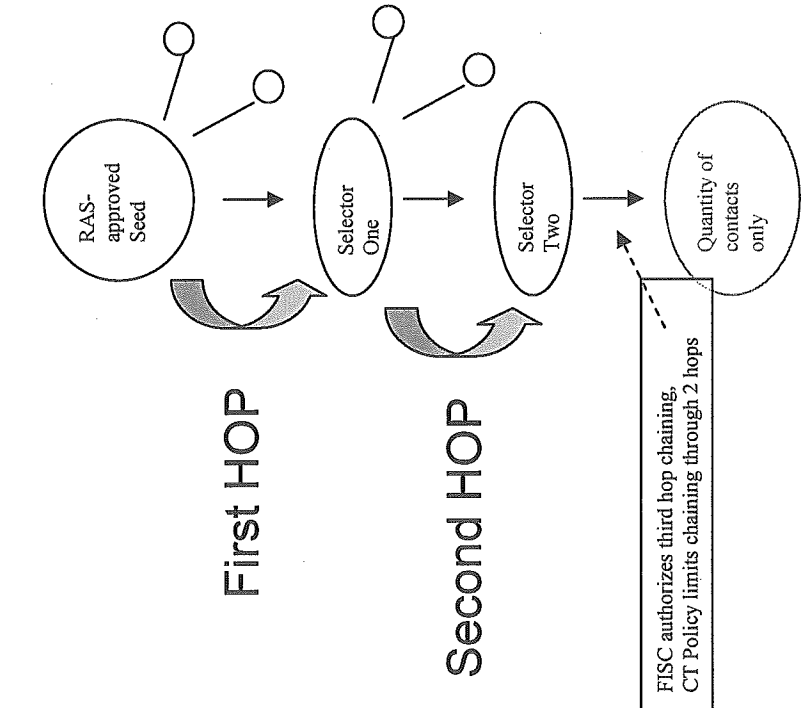 RAS-
approved
Seed
First HOP
Selector
One
Second HOP
Selector
Two
FISC authorizes third hop chaining,
CT Policy limits chaining through 2 hops
Quantity of
contacts
only